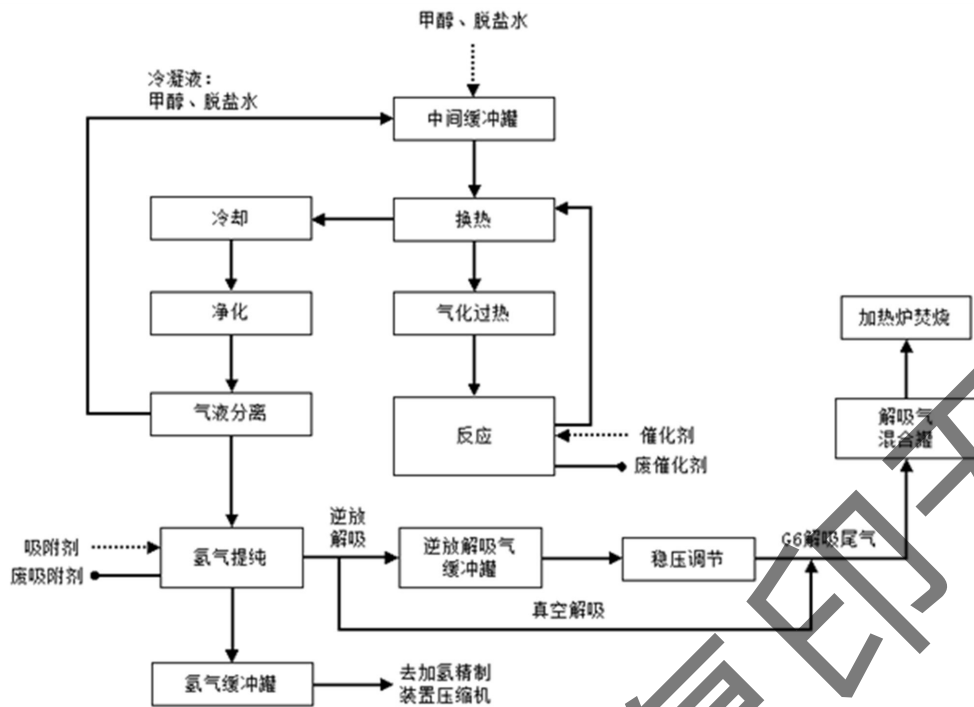 甲醇、脱盐水
冷凝液：
甲醇、脱盐水
中间缓冲罐
冷却
换热
净化
气化过热
加热炉焚烧
气液分离
反应
催化剂
废催化剂
解吸气
混合罐
逆放
解吸
吸附剂
废吸附剂
氢气提纯
逆放解吸气
缓冲罐
稳压调节
G6解吸尾气
真空解吸
氢气缓冲罐
去加氢精制
装置压缩机
复印无